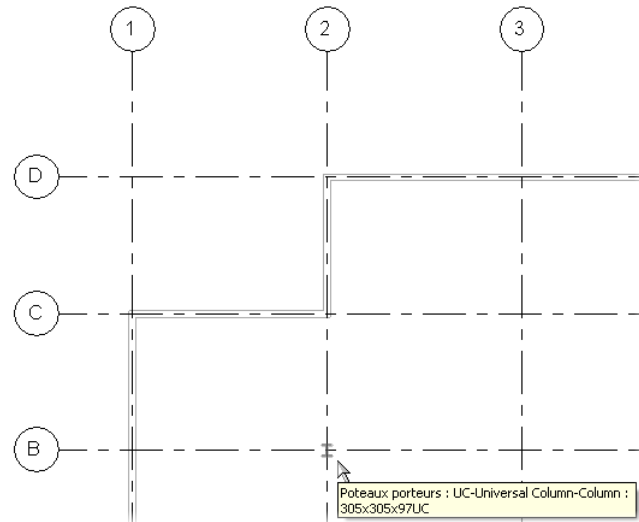 1
2
3
D
C
B
Poteaux porteurs : UC-Universal Column-Column :
305x305x97UC